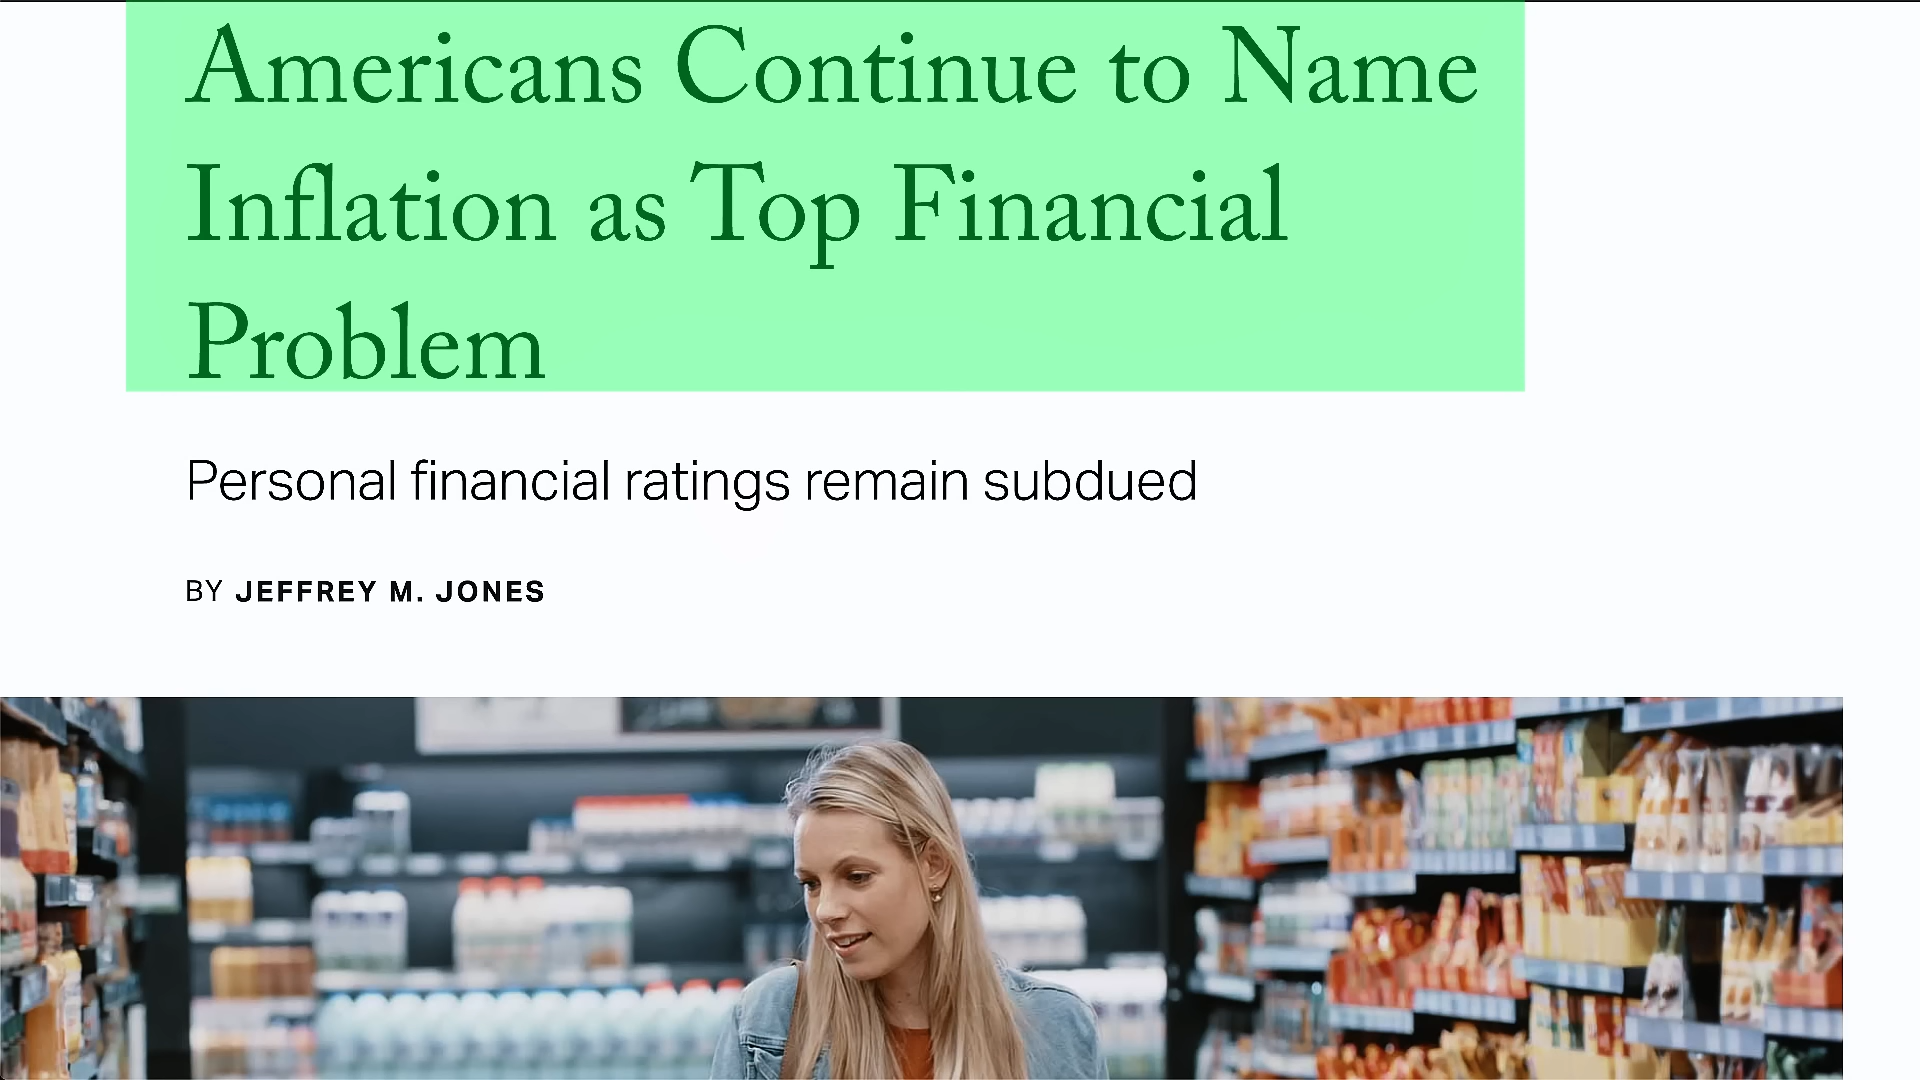 Americans Continue to Name
Inflation as Top Financial
Problem
Personal financial ratings remain subdued
BY JEFFREY M. JONES